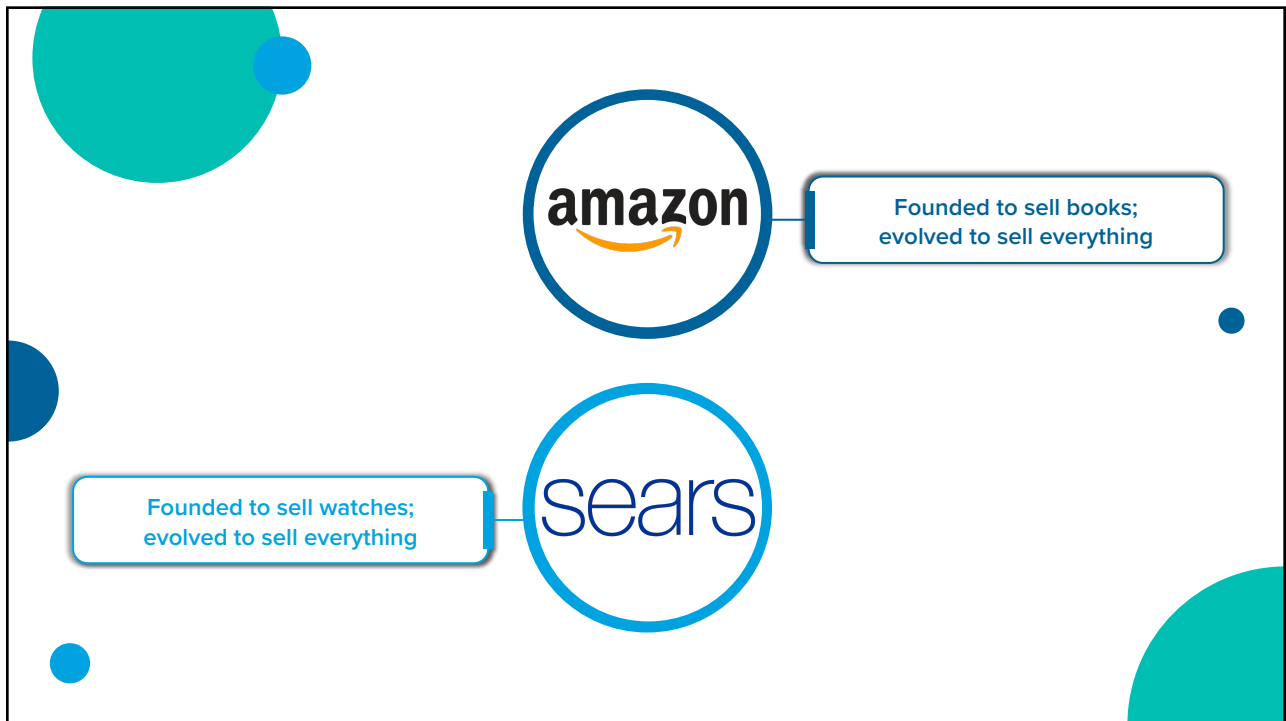 amazon
Founded to sell books;
evolved to sell everything
sears
Founded to sell watches;
evolved to sell everything